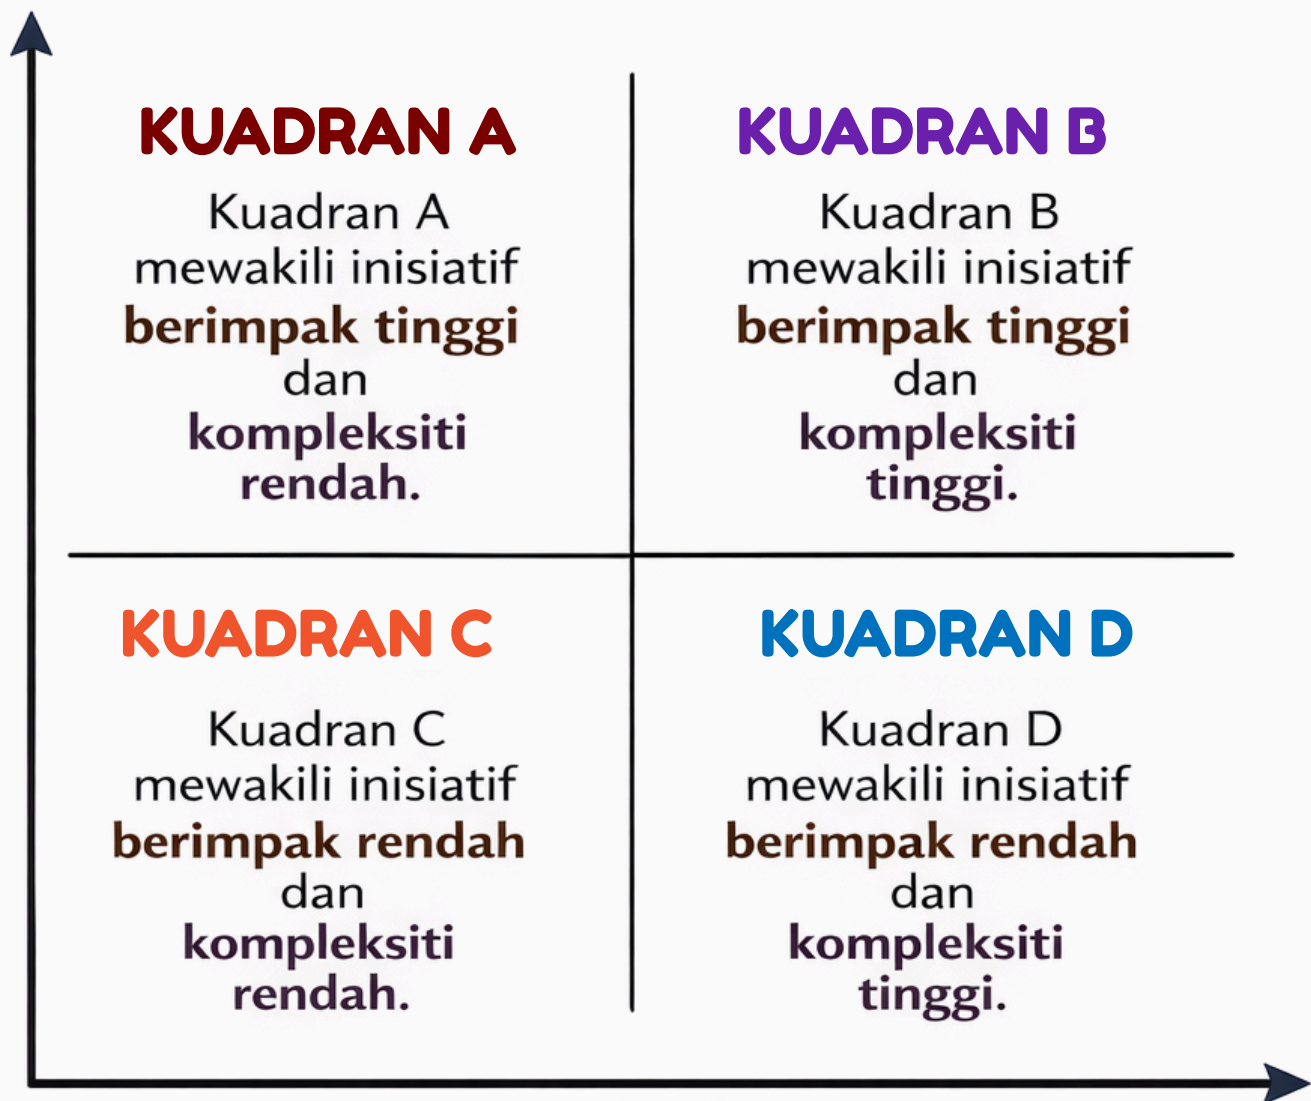 KUADRAN A
Kuadran A
mewakili inisiatif
berimpak tinggi
dan
kompleksiti
rendah.
KUADRAN B
Kuadran B
mewakili inisiatif
berimpak tinggi
dan
kompleksiti
tinggi.
KUADRAN C
Kuadran C
mewakili inisiatif
berimpak rendah
dan
kompleksiti
rendah.
KUADRAN D
Kuadran D
mewakili inisiatif
berimpak rendah
dan
kompleksiti
tinggi.